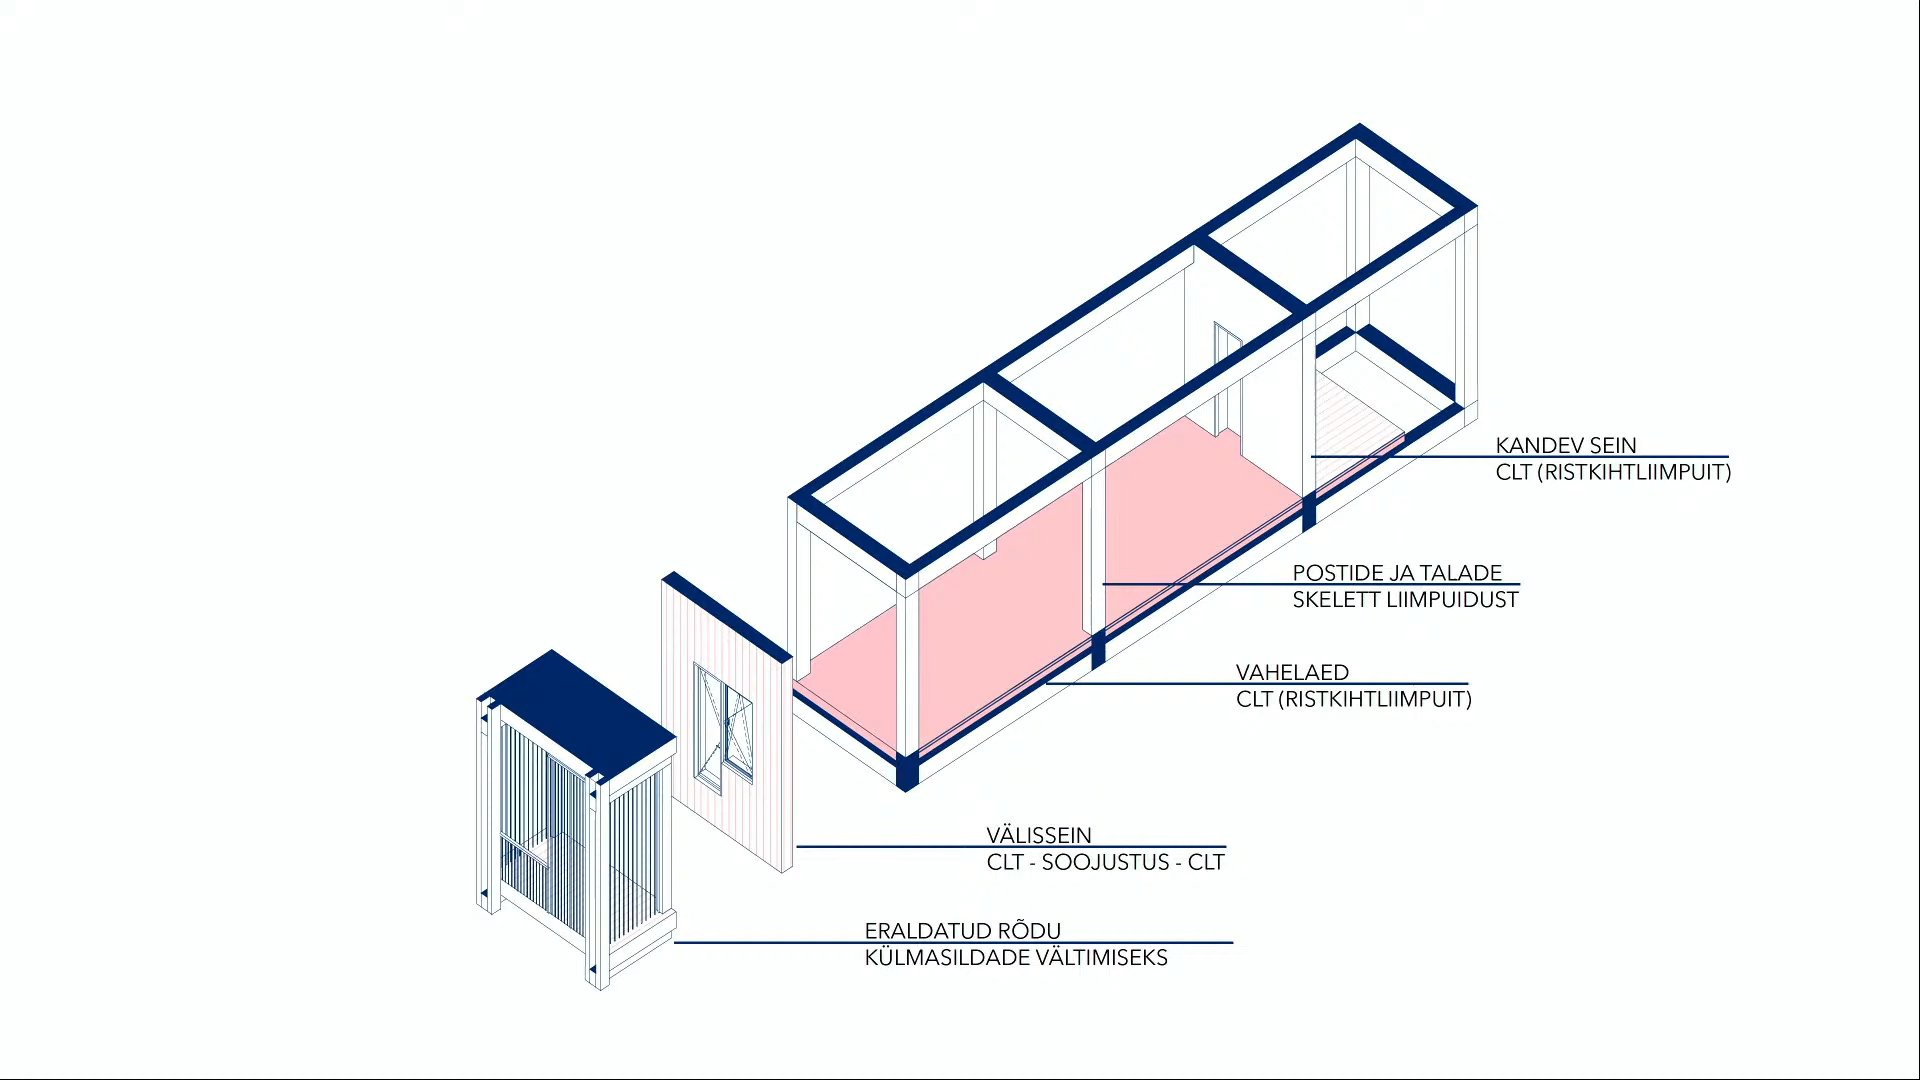 KANDEV SEIN
CLT (RISTKIHTLIIMPUIT)
POSTIDE JA TALADE
SKELETT LIIMPUIDUST
VAHELAED
CLT (RISTKIHTLIIMPUIT)
VÄLISSEIN
CLT - SOOJUSTUS - CLT
ERALDATUD RÕDU
KÜLMASILDADE VÄLTIMISEKS